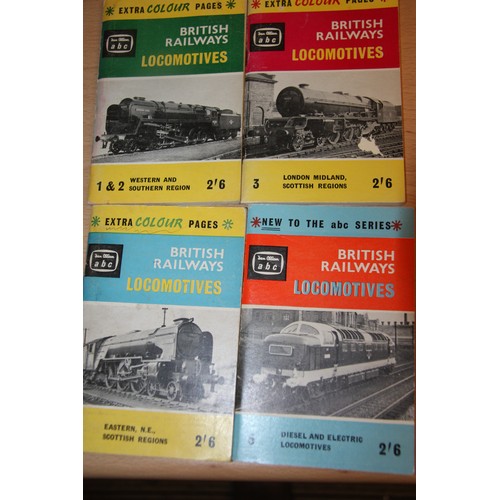 * EXTRA COLOUR PAGES *
Ian Allan
abc
BRITISH
RAILWAYS
LOCOMOTIVES
1 & 2
WESTERN AND
SOUTHERN REGION
2'6
* EXTRA COLOUR PAGES *
Ian Allan
abc
BRITISH
RAILWAYS
LOCOMOTIVES
3
LONDON MIDLAND,
SCOTTISH REGIONS
2'6
* EXTRA COLOUR PAGES *
Ian Allan
abc
BRITISH
RAILWAYS
LOCOMOTIVES
EASTERN, N.E.,
SCOTTISH REGIONS
2'6
* NEW TO THE abc SERIES *
Ian Allan
abc
BRITISH
RAILWAYS
LOCOMOTIVES
DIESEL AND ELECTRIC
LOCOMOTIVES
2'6